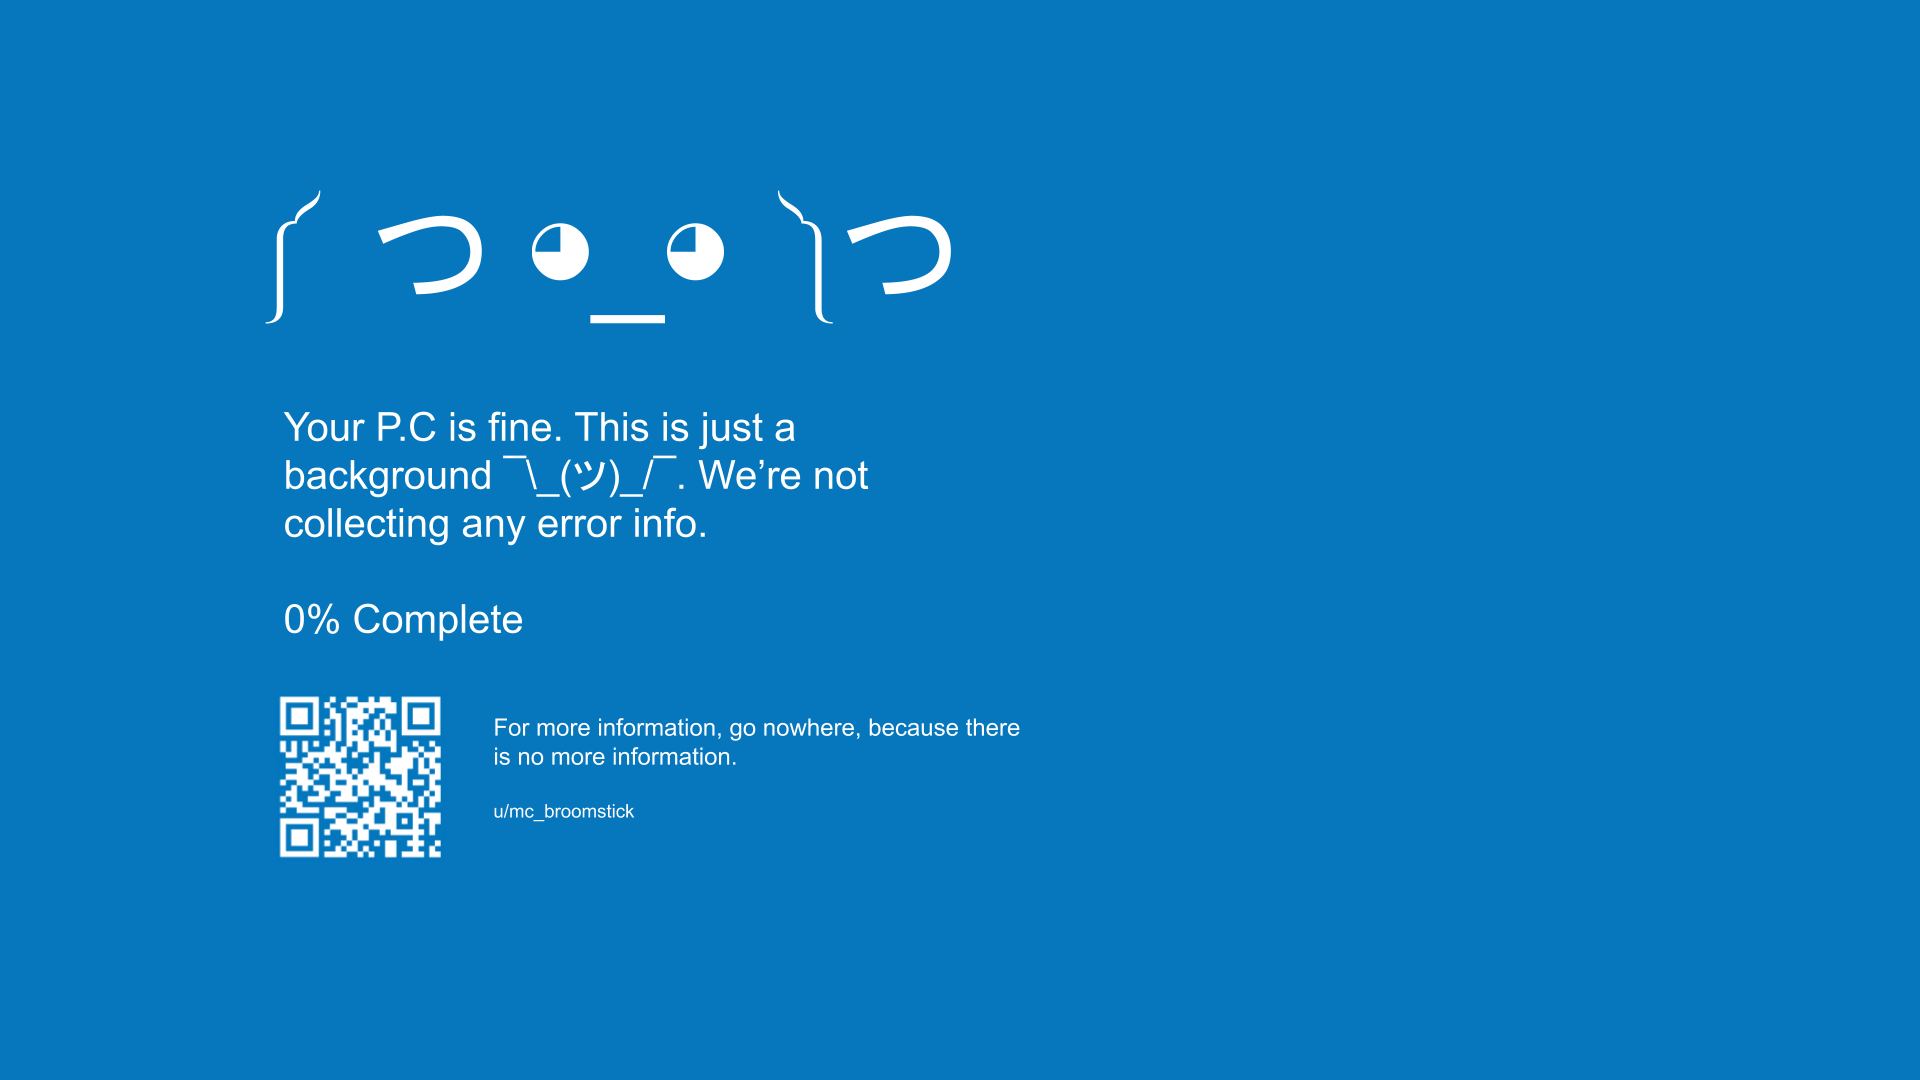 ༼ つ ◕_◕ ༽つ
Your P.C is fine. This is just a
background ¯\_(ツ)_/¯. We’re not
collecting any error info.
0% Complete
For more information, go nowhere, because there
is no more information.
u/mc_broomstick